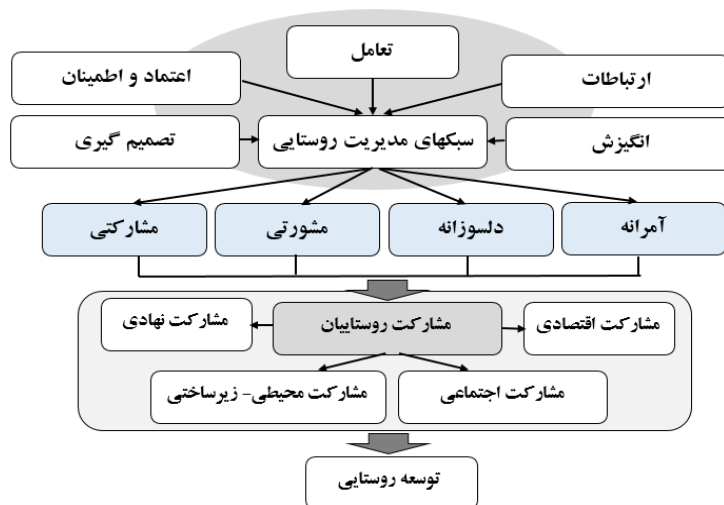 تعامل
ارتباطات
اعتماد و اطمینان
انگیزش
سبکهای مدیریت روستایی
تصمیم گیری
آمرانه
دلسوزانه
مشورتی
مشارکتی
مشارکت اقتصادی
مشارکت روستاییان
مشارکت نهادی
مشارکت اجتماعی
مشارکت محیطی- زیرساختی
توسعه روستایی